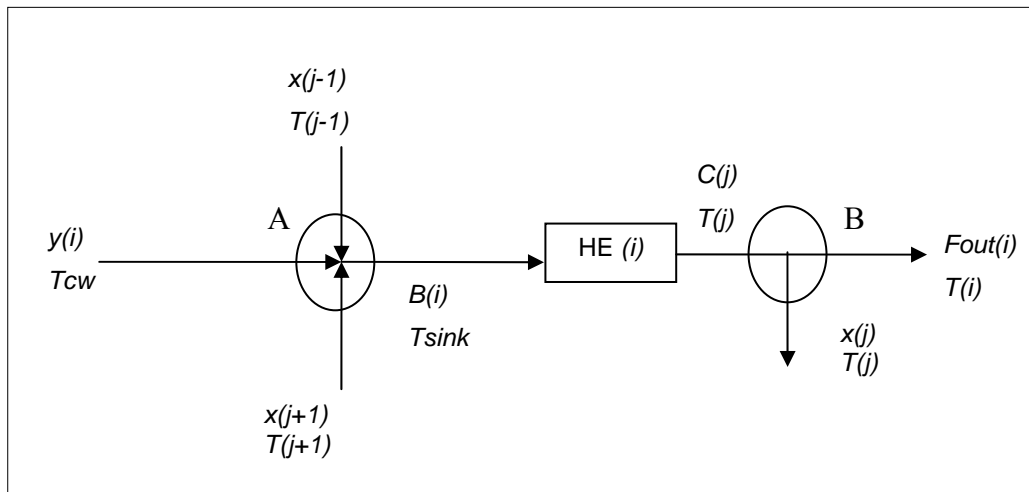 x(j-1)
T(j-1)
A
y(i)
Tcw
B(i)
Tsink
x(j+1)
T(j+1)
HE (i)
C(j)
T(j)
B
Fout(i)
T(i)
x(j)
T(j)